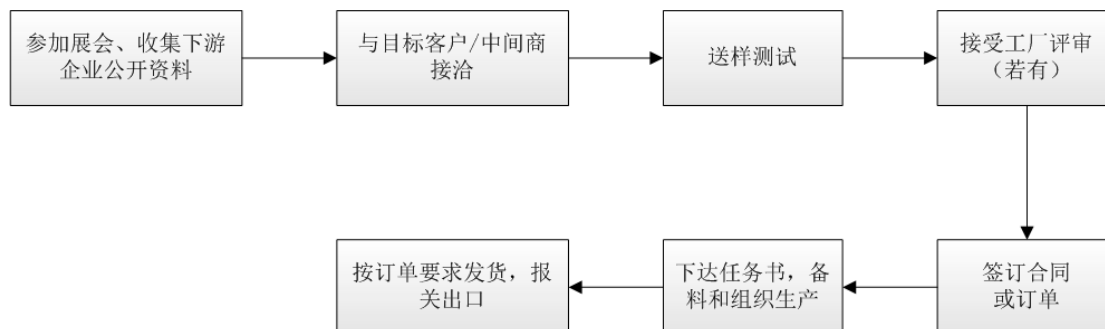 参加展会、收集下游
企业公开资料
与目标客户/中间商
接洽
送样测试
接受工厂评审
（若有）
签订合同
或订单
下达任务书，备
料和组织生产
按订单要求发货，报
关出口